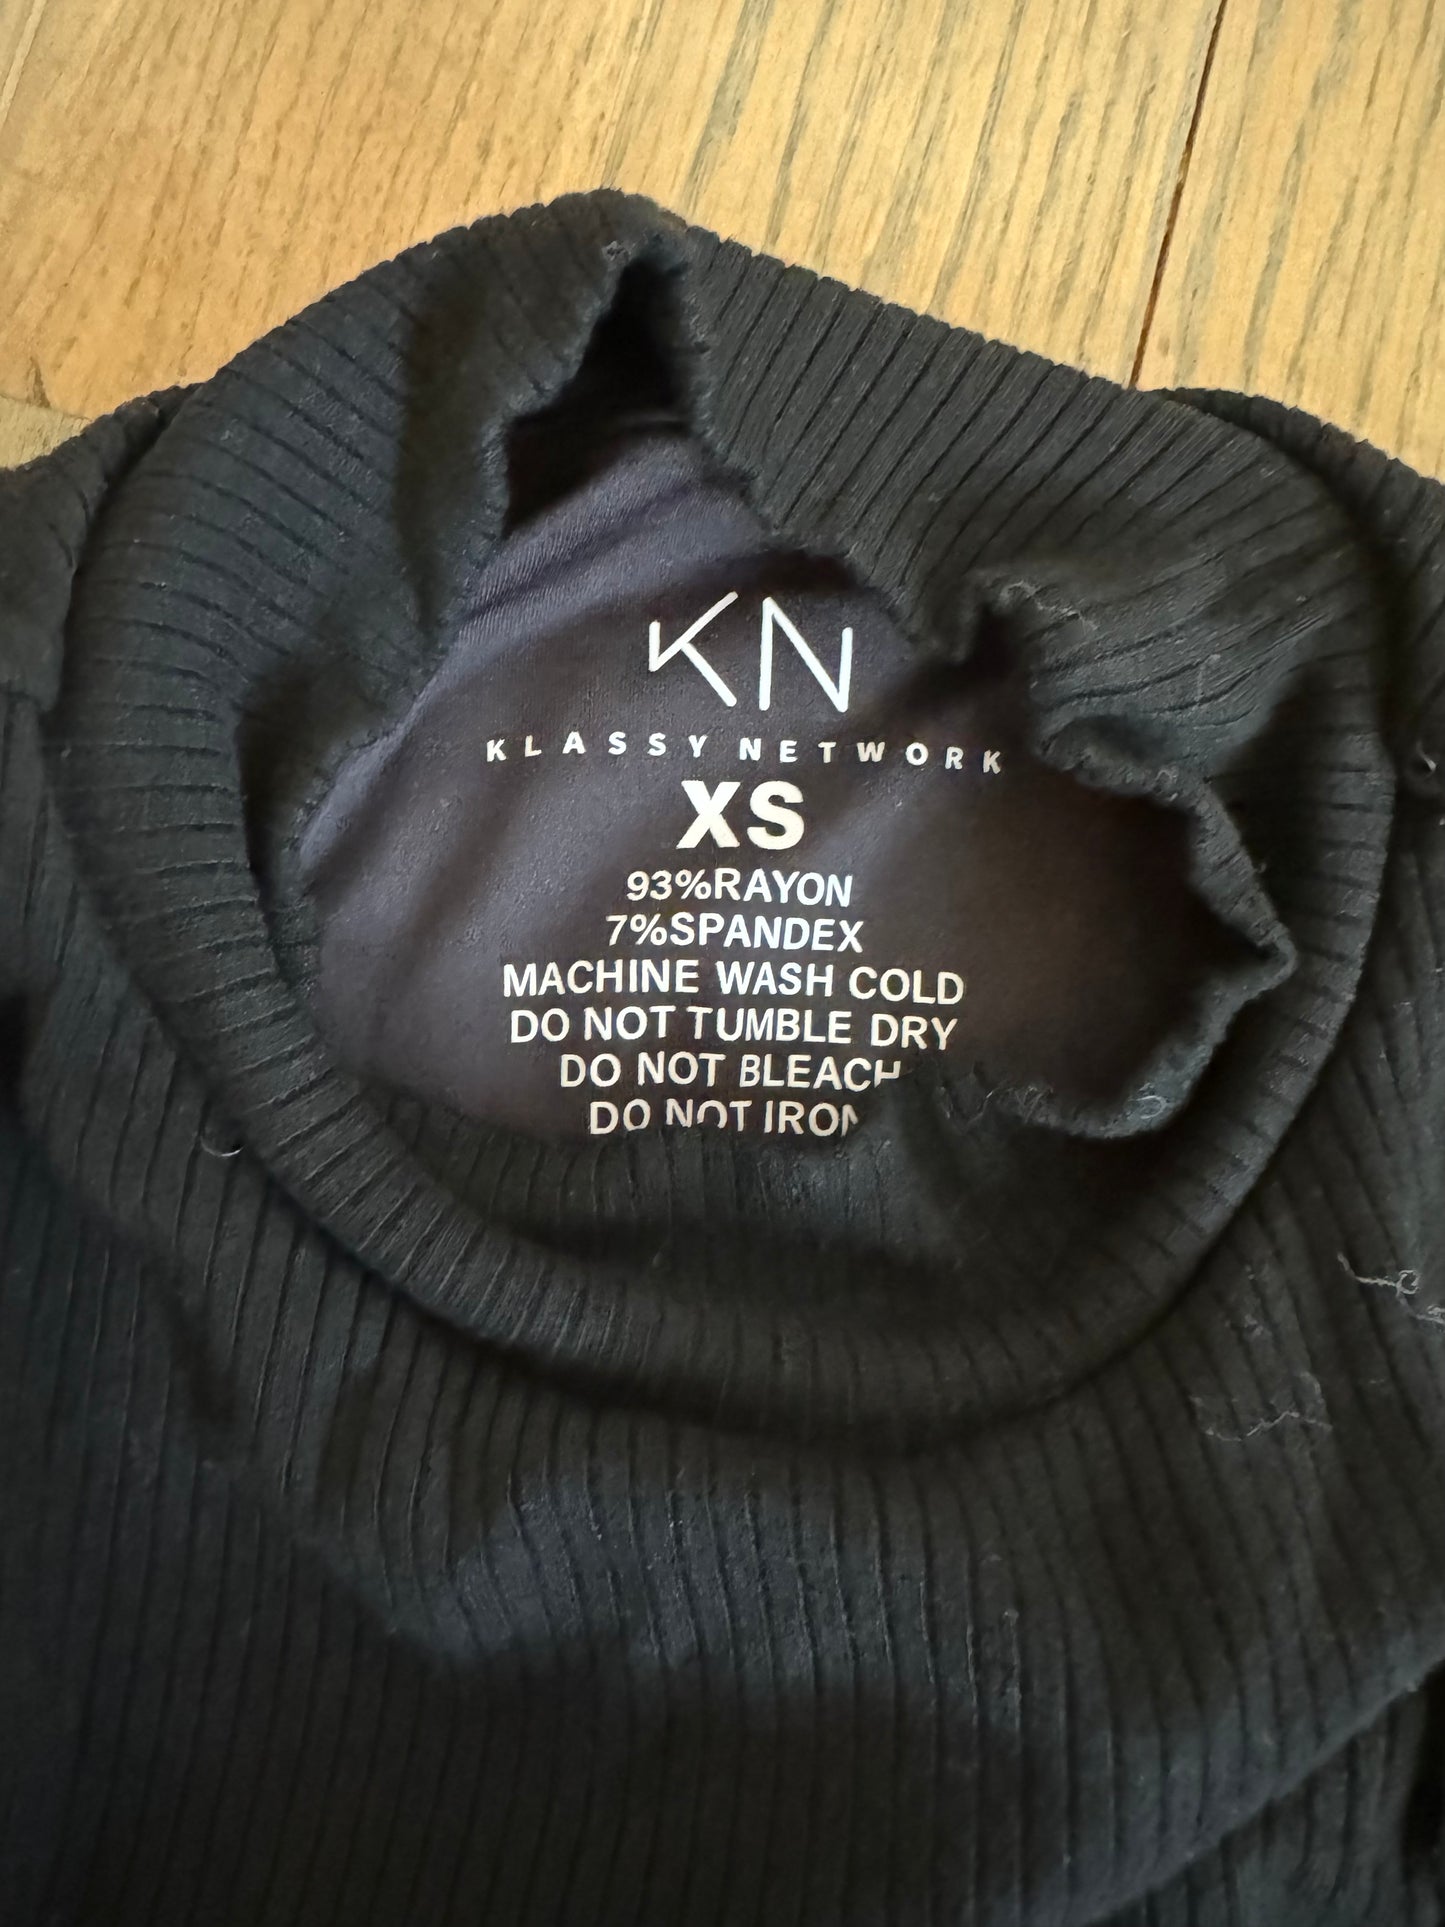 KN
KLASSY NETWORK
XS
93%RAYON
7%SPANDEX
MACHINE WASH COLD
DO NOT TUMBLE DRY
DO NOT BLEACH
DO NOT IRON